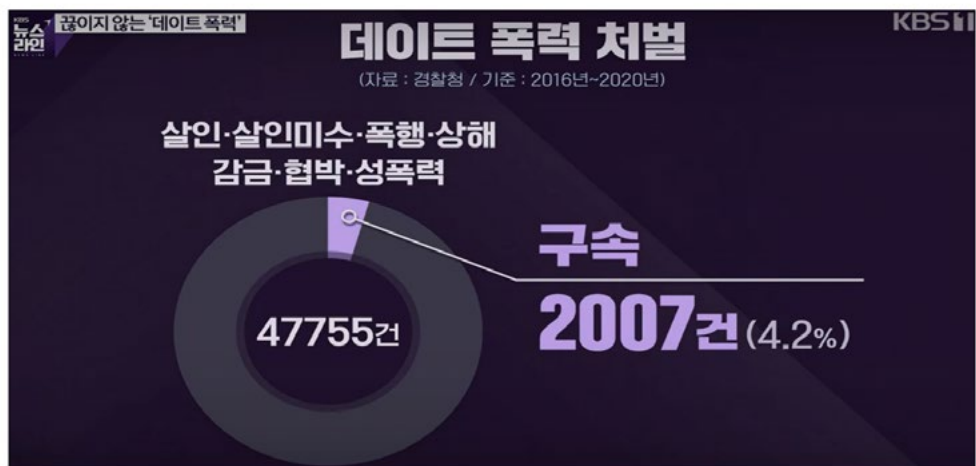 KBS
뉴스
라인
끊이지 않는 '데이트 폭력'
KBS 1
데이트 폭력 처벌
(자료 : 경찰청 / 기준 : 2016년~2020년)
살인·살인미수·폭행·상해
감금·협박·성폭력
구속
47755건
2007건 (4.2%)